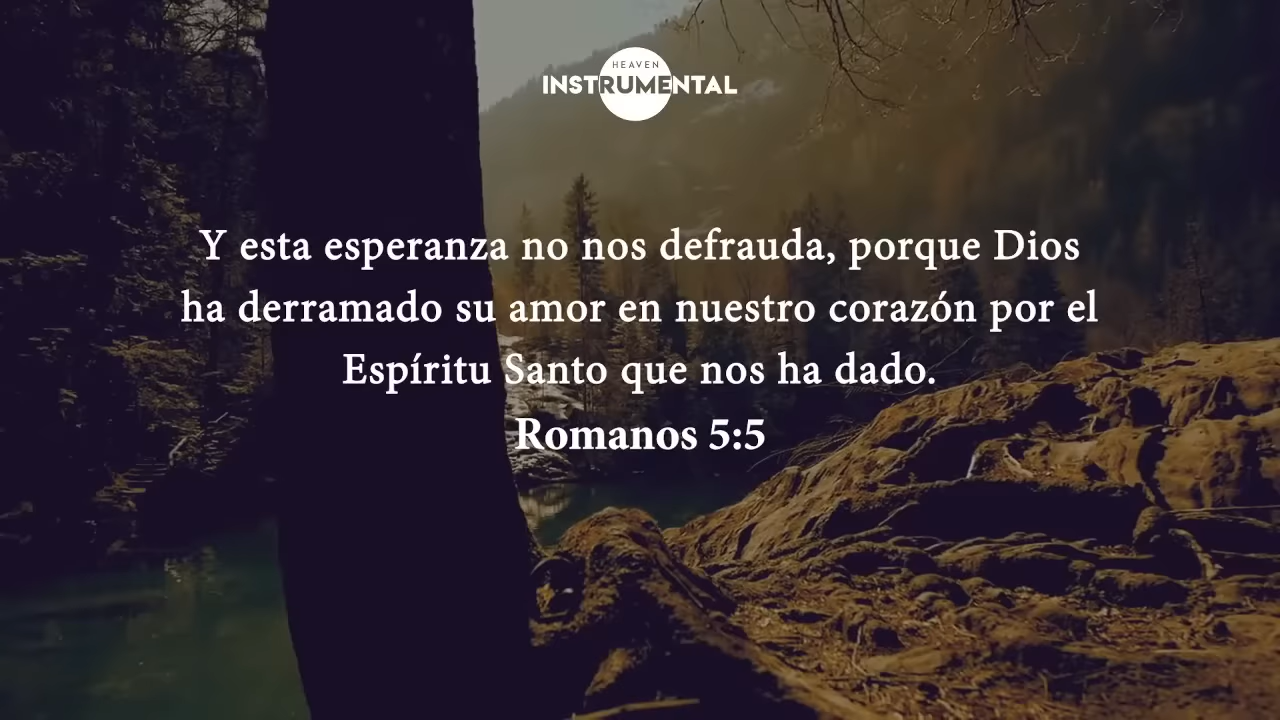 HEAVEN
INSTRUMENTAL
Y esta esperanza no nos defrauda, porque Dios
ha derramado su amor en nuestro corazón por el
Espíritu Santo que nos ha dado.
Romanos 5:5